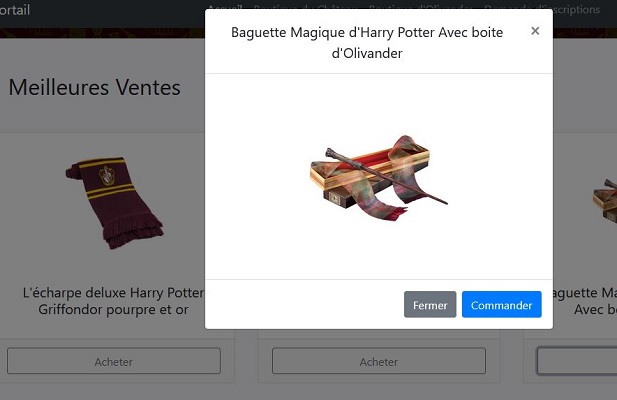 ortail
Accueil Boutique du Château Boutique d'Olivander Demande d'inscriptions
Baguette Magique d'Harry Potter Avec boite
d'Olivander
×
Meilleures Ventes
L'écharpe deluxe Harry Potter
Griffondor pourpre et or
aguette Ma
Avec bo
Fermer
Commander
Acheter
Acheter